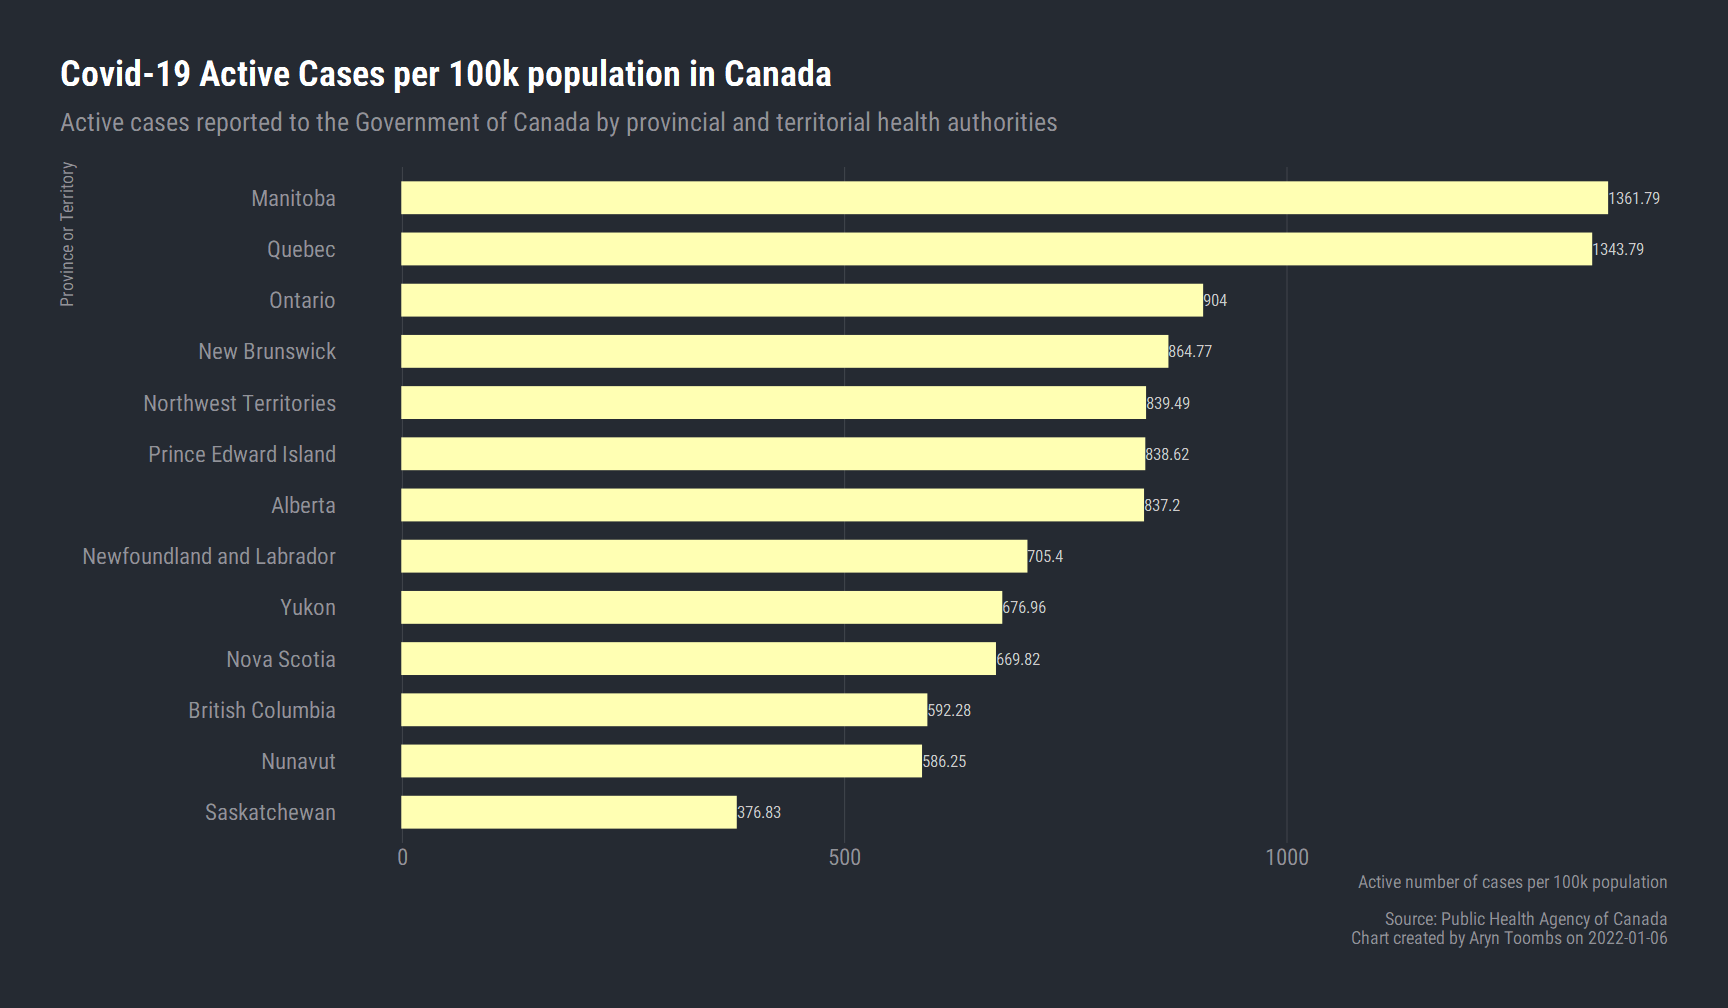 Covid-19 Active Cases per 100k population in Canada
Active cases reported to the Government of Canada by provincial and territorial health authorities
Province or Territory
Manitoba 1361.79
Quebec 1343.79
Ontario 904
New Brunswick 864.77
Northwest Territories 839.49
Prince Edward Island 838.62
Alberta 837.2
Newfoundland and Labrador 705.4
Yukon 676.96
Nova Scotia 669.82
British Columbia 592.28
Nunavut 586.25
Saskatchewan 376.83
0 500 1000
Active number of cases per 100k population
Source: Public Health Agency of Canada
Chart created by Aryn Toombs on 2022-01-06